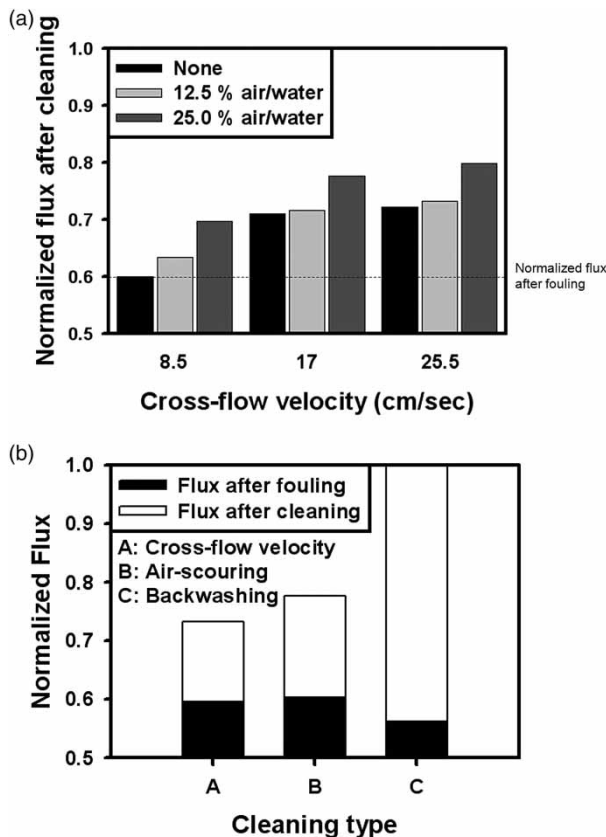 (a)
Normalized flux after cleaning
1.0
0.9
0.8
0.7
0.6
0.5
None
12.5 % air/water
25.0 % air/water
Normalized flux
after fouling
8.5 17 25.5
Cross-flow velocity (cm/sec)
(b)
Normalized Flux
1.0
0.9
0.8
0.7
0.6
0.5
Flux after fouling
Flux after cleaning
A: Cross-flow velocity
B: Air-scouring
C: Backwashing
A B C
Cleaning type